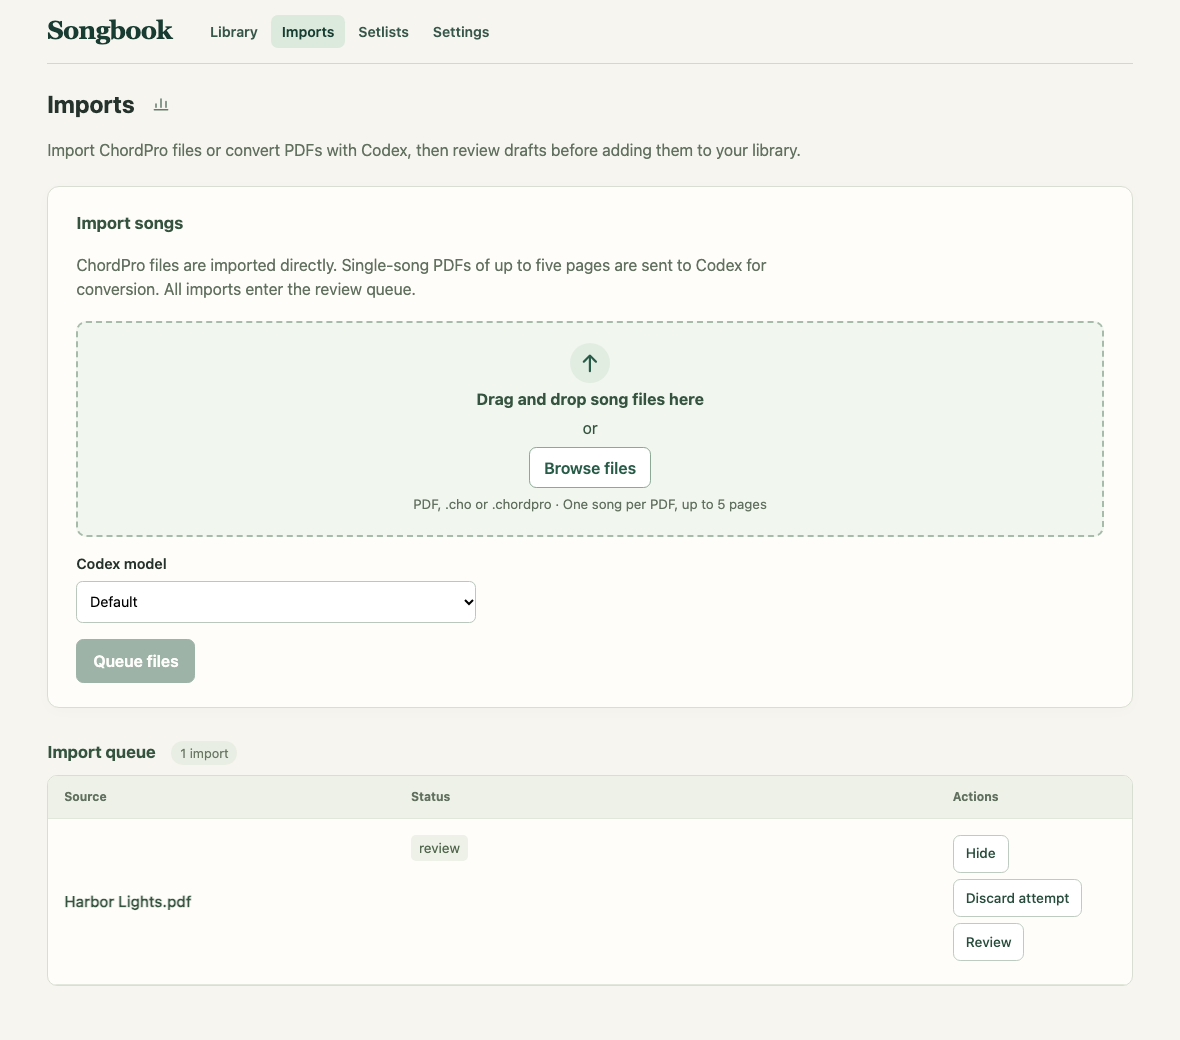 Songbook
Library
Imports
Setlists
Settings
Imports
Import ChordPro files or convert PDFs with Codex, then review drafts before adding them to your library.
Import songs
ChordPro files are imported directly. Single-song PDFs of up to five pages are sent to Codex for
conversion. All imports enter the review queue.
Drag and drop song files here
or
Browse files
PDF, .cho or .chordpro · One song per PDF, up to 5 pages
Codex model
Default
Queue files
Import queue
1 import
Source
Status
Actions
Harbor Lights.pdf
review
Hide
Discard attempt
Review